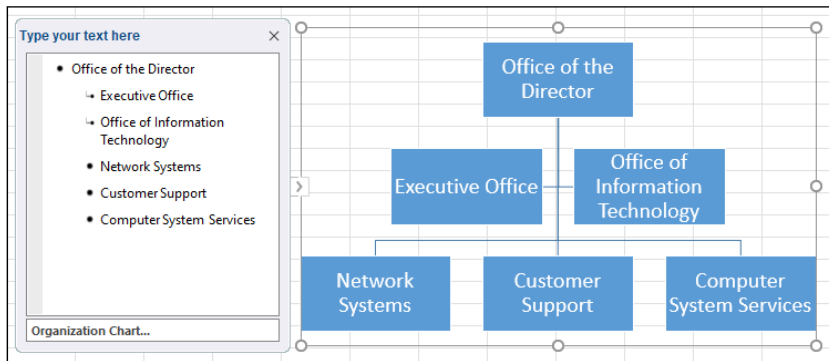 Type your text here
Office of the Director
Executive Office
Office of Information
Technology
Network Systems
Customer Support
Computer System Services
Organization Chart...
Office of the
Director
Executive Office
Office of
Information
Technology
Network
Systems
Customer
Support
Computer
System Services